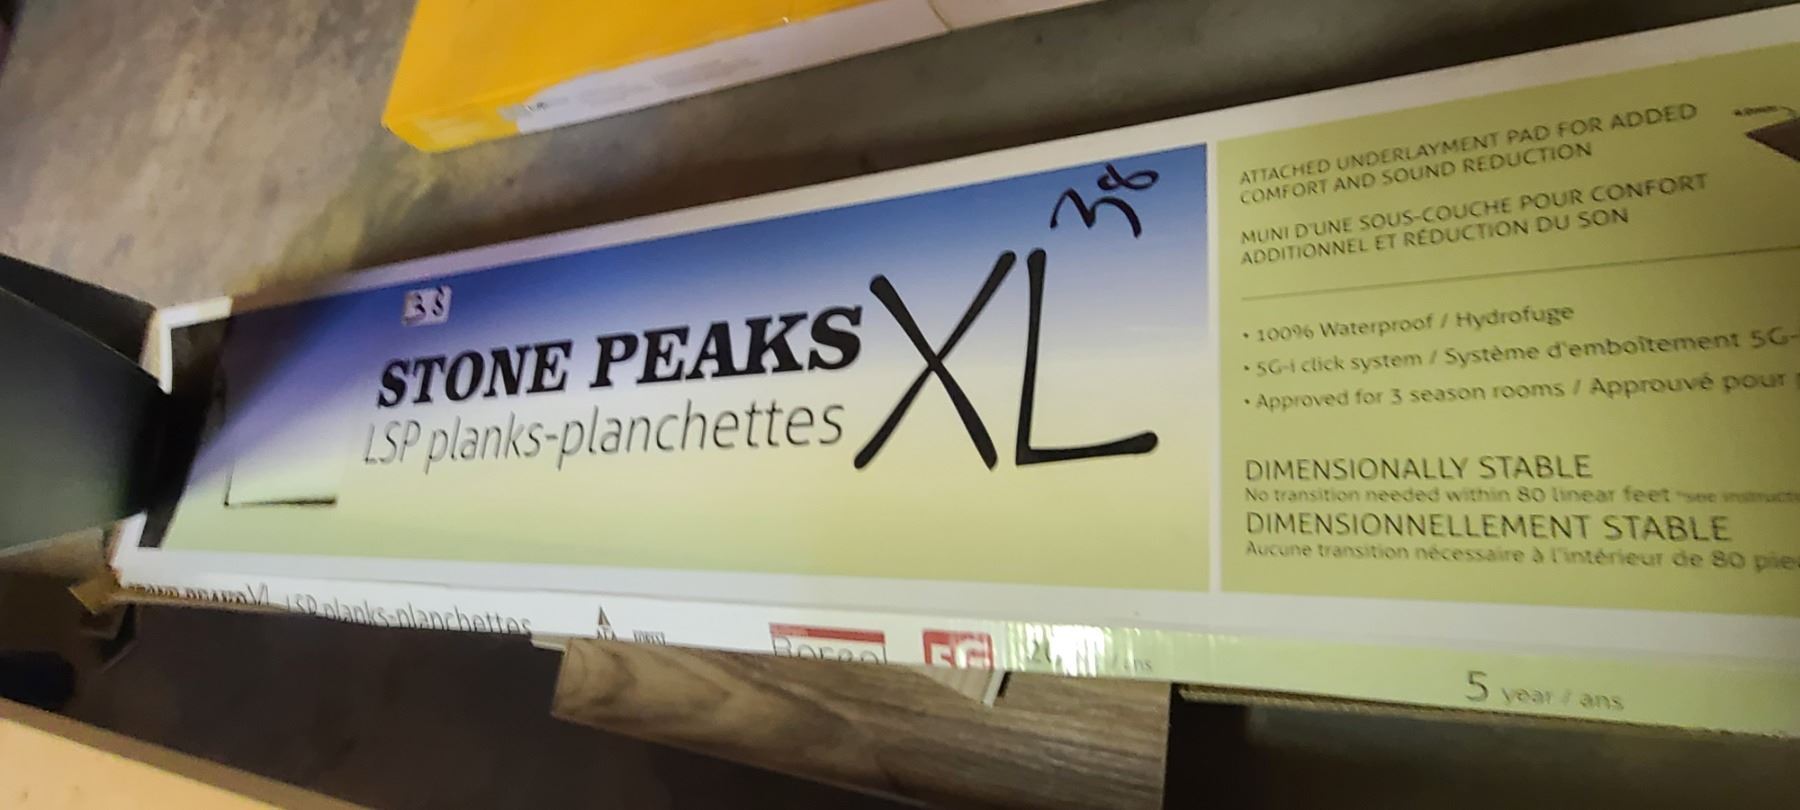 38
STONE PEAKS XL
LSP planks-planchettes
ATTACHED UNDERLAYMENT PAD FOR ADDED
COMFORT AND SOUND REDUCTION
MUNI D'UNE SOUS-COUCHE POUR CONFORT
ADDITIONNEL ET RÉDUCTION DU SON
• 100% Waterproof / Hydrofuge
• 5G-i click system / Système d'emboîtement 5G-
• Approved for 3 season rooms / Approuvé pour
DIMENSIONALLY STABLE
No transition needed within 80 linear feet *see
DIMENSIONNELLEMENT STABLE
Aucune transition nécessaire à l'intérieur de 80
LSP planks-planchettes
5G
5 year / ans